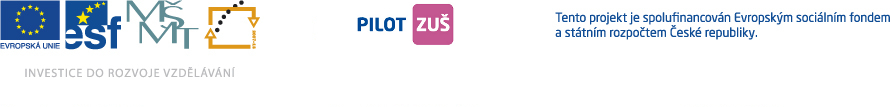 esf
MŠMT
EVROPSKÁ UNIE
PILOT ZUŠ
Tento projekt je spolufinancován Evropským sociálním fondem
a státním rozpočtem České republiky.
INVESTICE DO ROZVOJE VZDĚLÁVÁNÍ